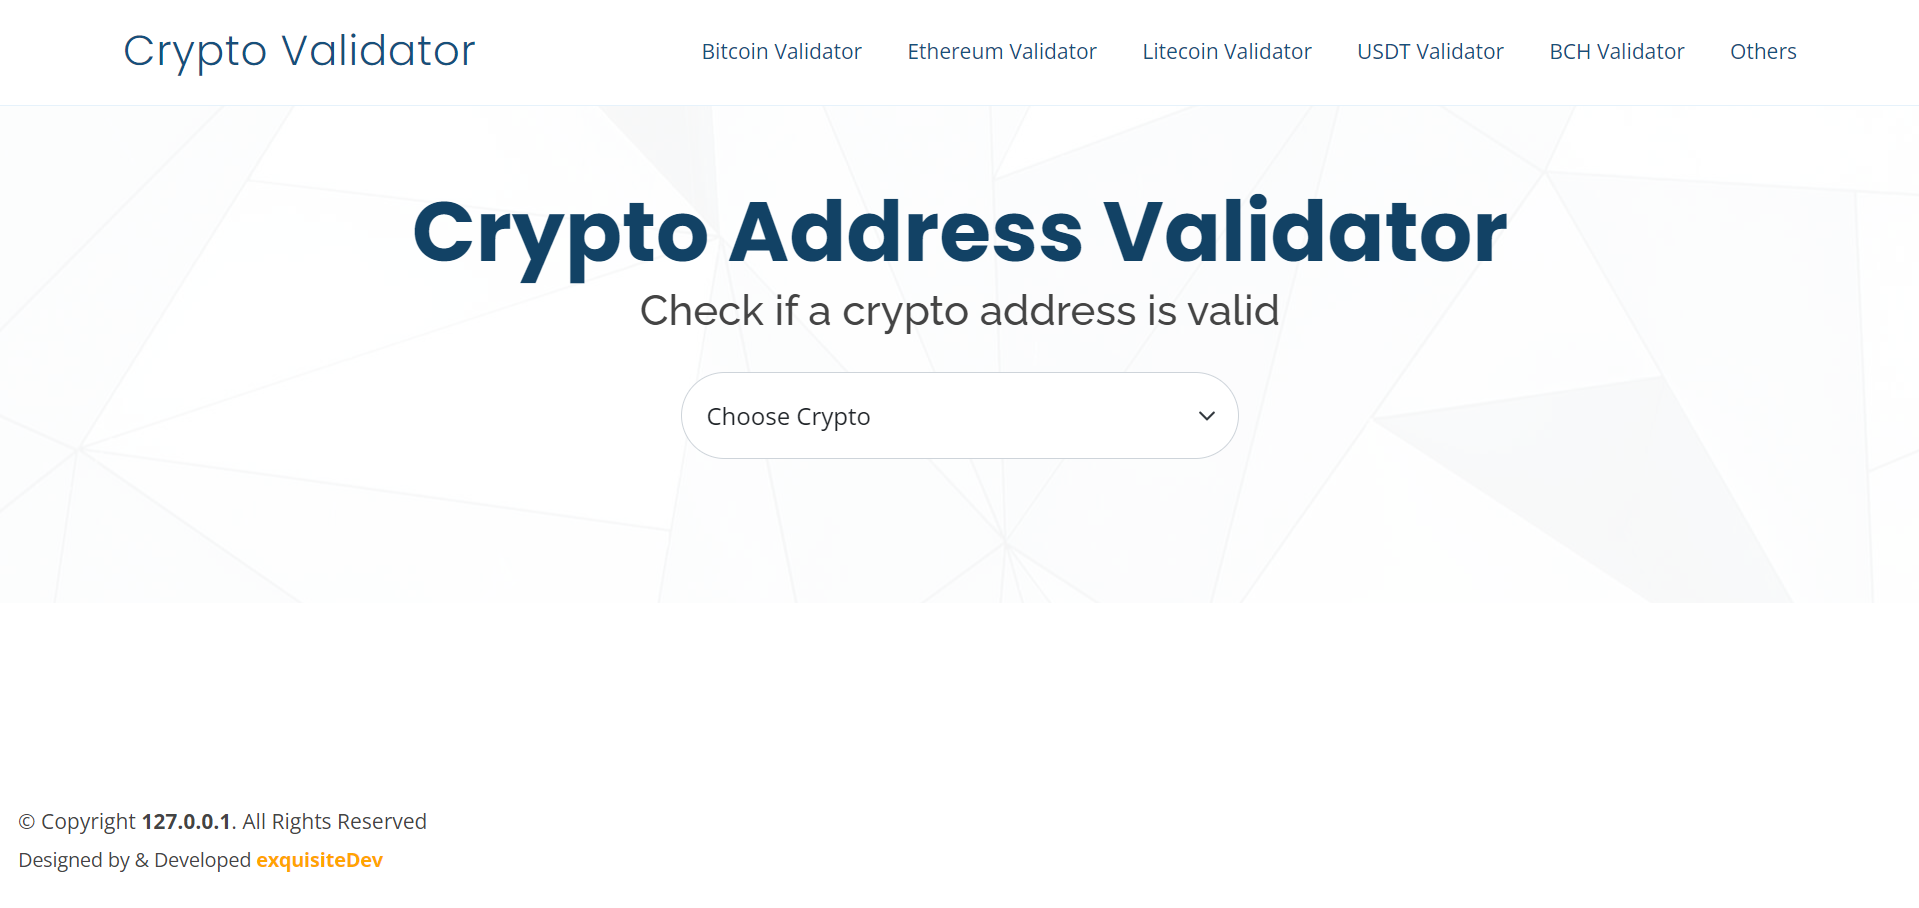 Crypto Validator
Bitcoin Validator
Ethereum Validator
Litecoin Validator
USDT Validator
BCH Validator
Others
Crypto Address Validator
Check if a crypto address is valid
Choose Crypto
© Copyright 127.0.0.1. All Rights Reserved
Designed by & Developed exquisiteDev